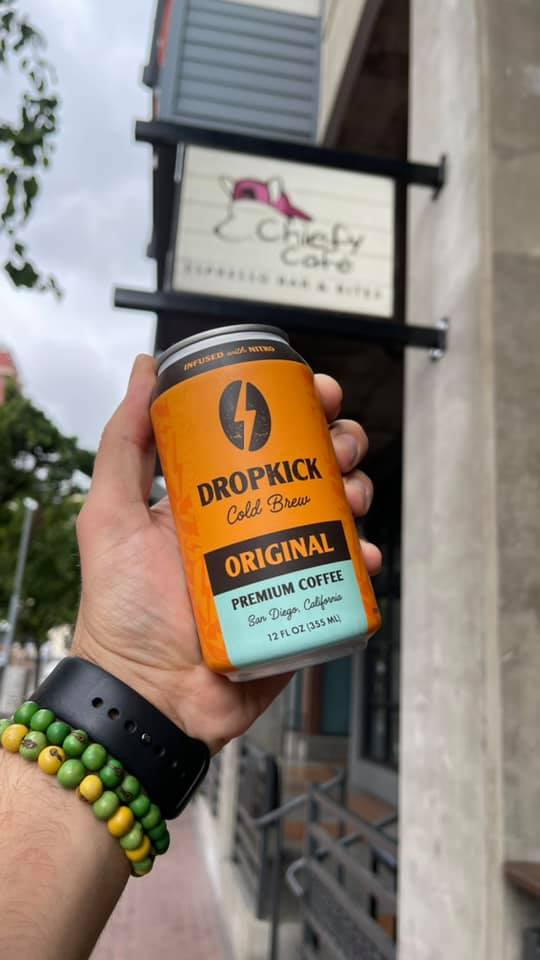 Chiefy
Café
ESPRESSO BAR & BITES
INFUSED with NITRO
DROPKICK
Cold Brew
ORIGINAL
PREMIUM COFFEE
San Diego, California
12 FL OZ (355 ML)